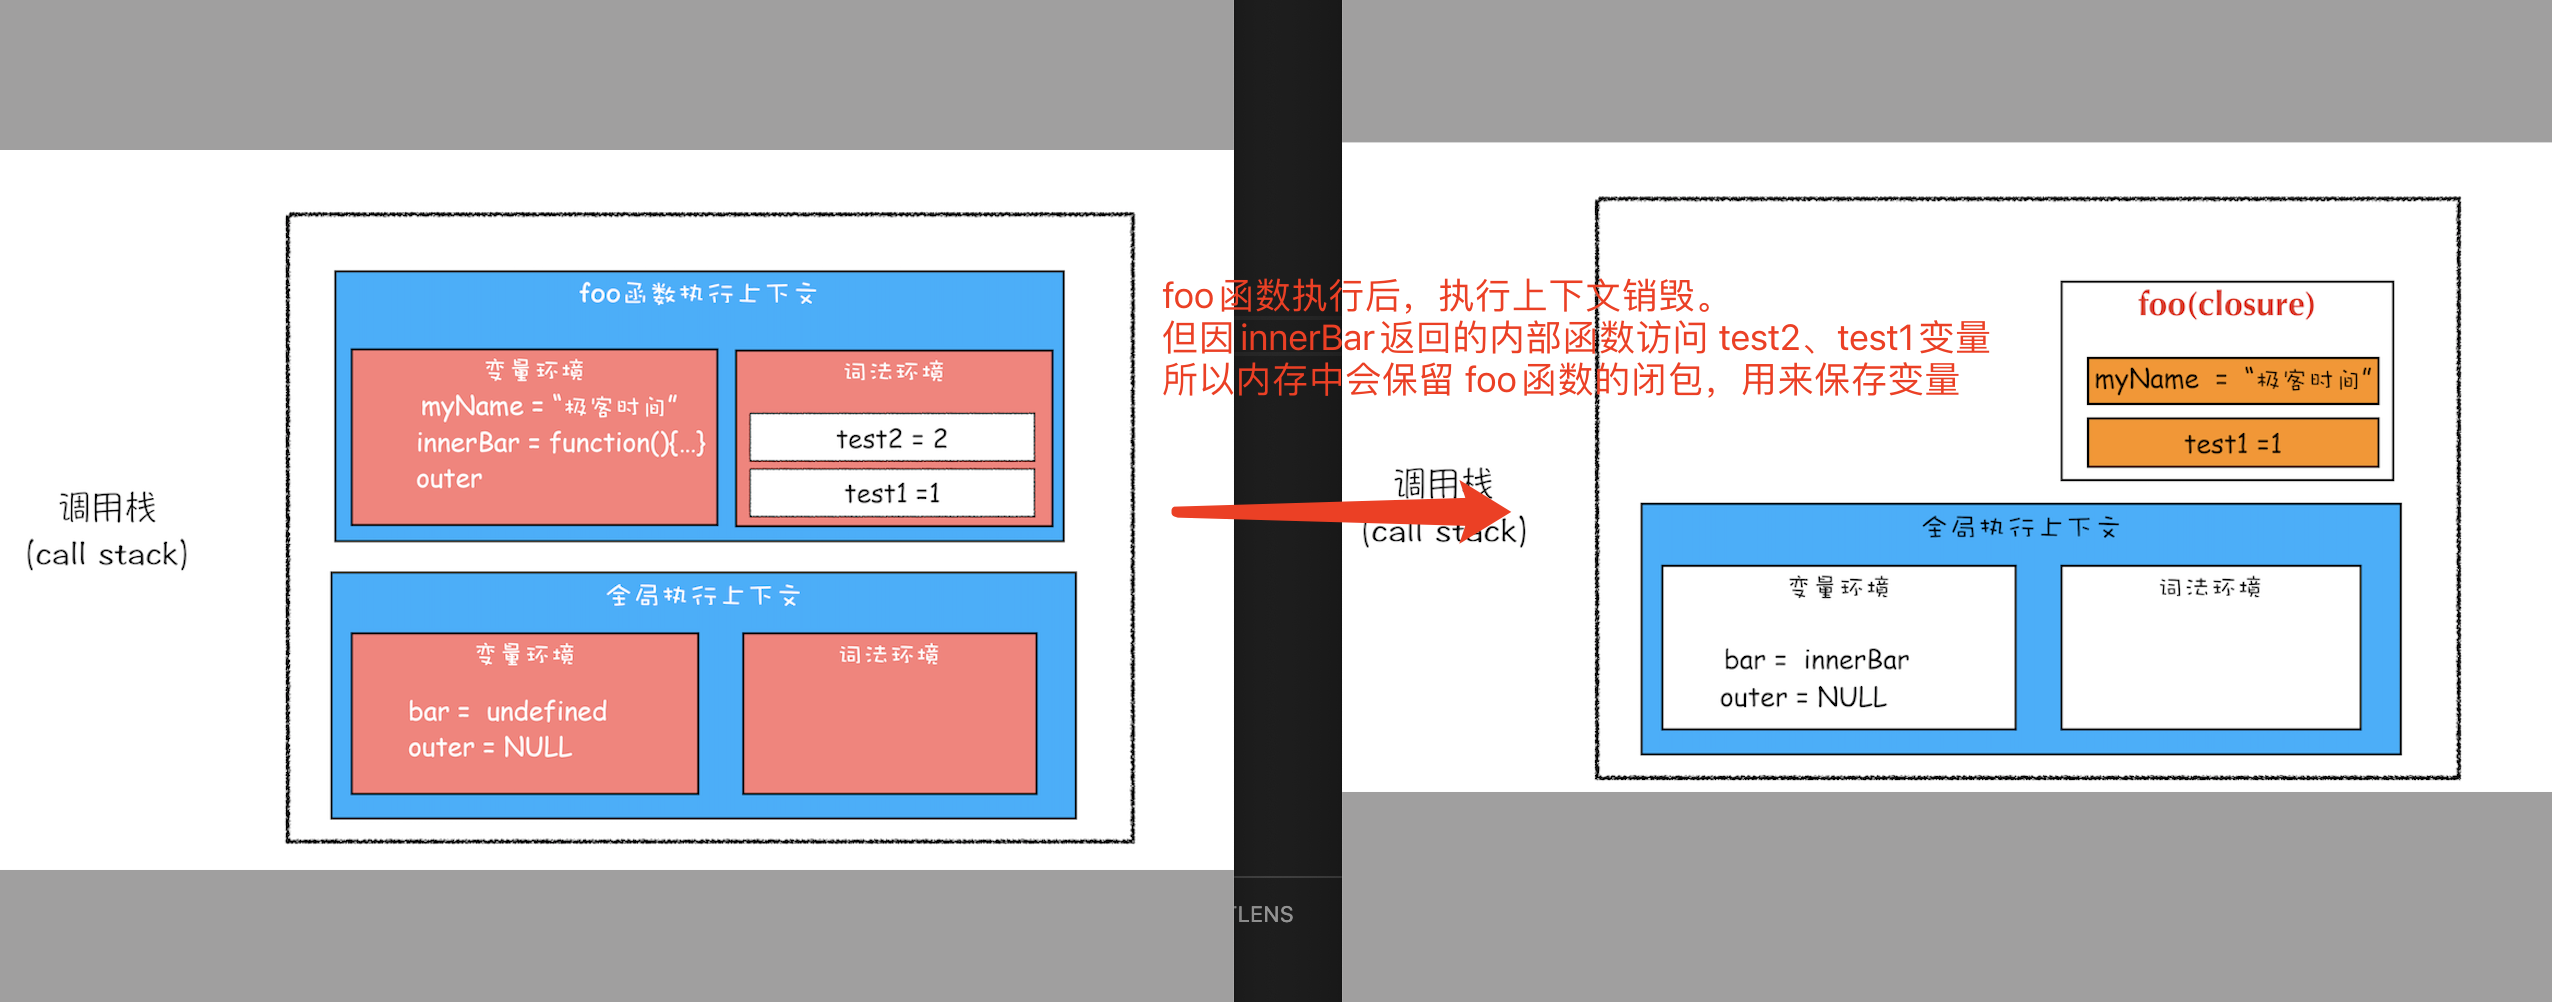 foo函数执行上下文
变量环境
myName = “极客时间”
innerBar = function(){...}
outer
词法环境
test2 = 2
test1 =1
调用栈
(call stack)
全局执行上下文
变量环境
bar = undefined
outer = NULL
词法环境
foo函数执行后，执行上下文销毁。
但因innerBar返回的内部函数访问 test2、test1变量
所以内存中会保留 foo函数的闭包，用来保存变量
TLENS
foo(closure)
myName = “极客时间”
test1 =1
调用栈
(call stack)
全局执行上下文
变量环境
bar = innerBar
outer = NULL
词法环境